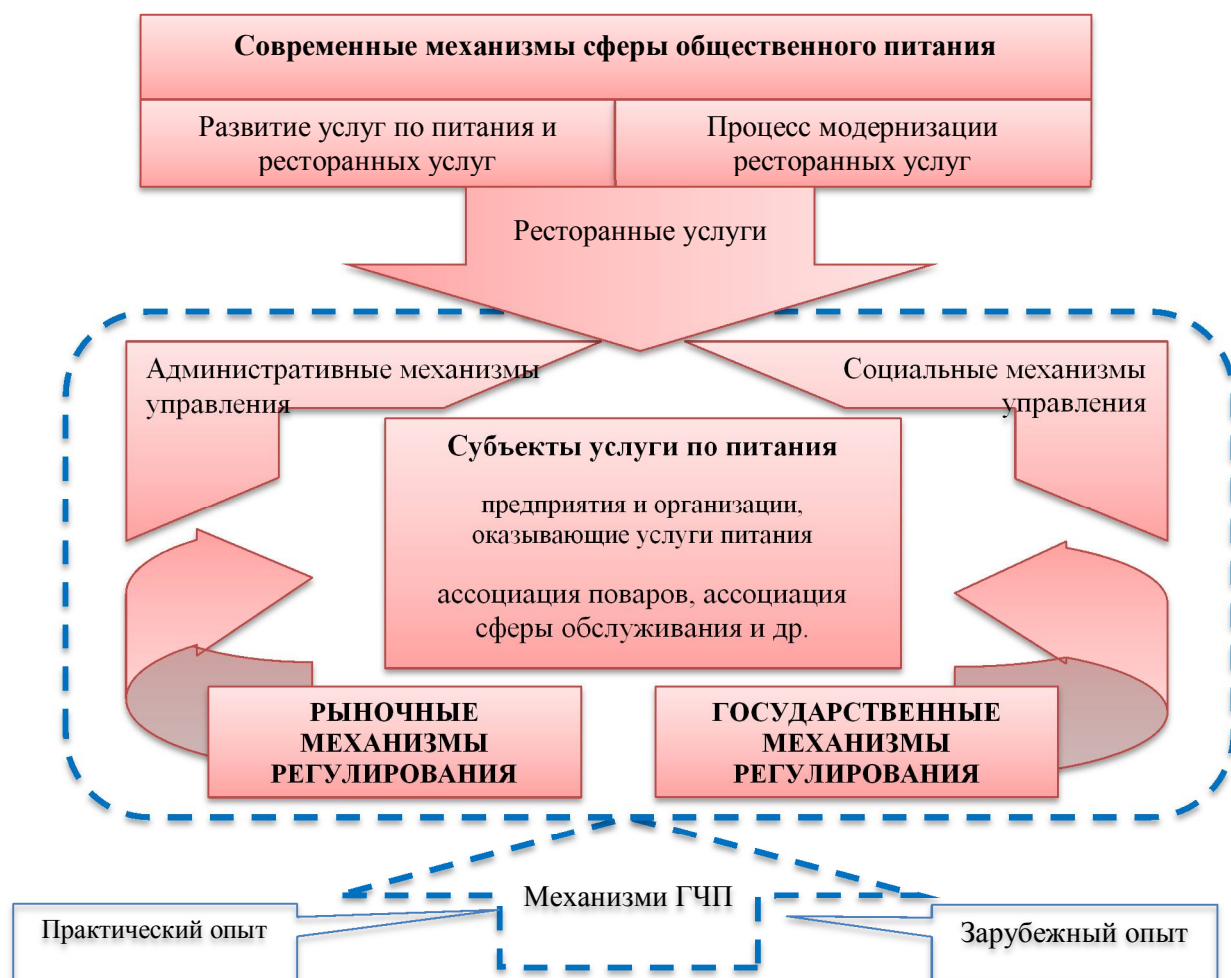 Современные механизмы сферы общественного питания
Развитие услуг по питания и
ресторанных услуг
Процесс модернизации
ресторанных услуг
Ресторанные услуги
Административные механизмы
управления
Социальные механизмы
управления
Субъекты услуги по питания
предприятия и организации,
оказывающие услуги питания
ассоциация поваров, ассоциация
сферы обслуживания и др.
РЫНОЧНЫЕ
МЕХАНИЗМЫ
РЕГУЛИРОВАНИЯ
ГОСУДАРСТВЕННЫЕ
МЕХАНИЗМЫ
РЕГУЛИРОВАНИЯ
Механизми ГЧП
Практический опыт
Зарубежный опыт